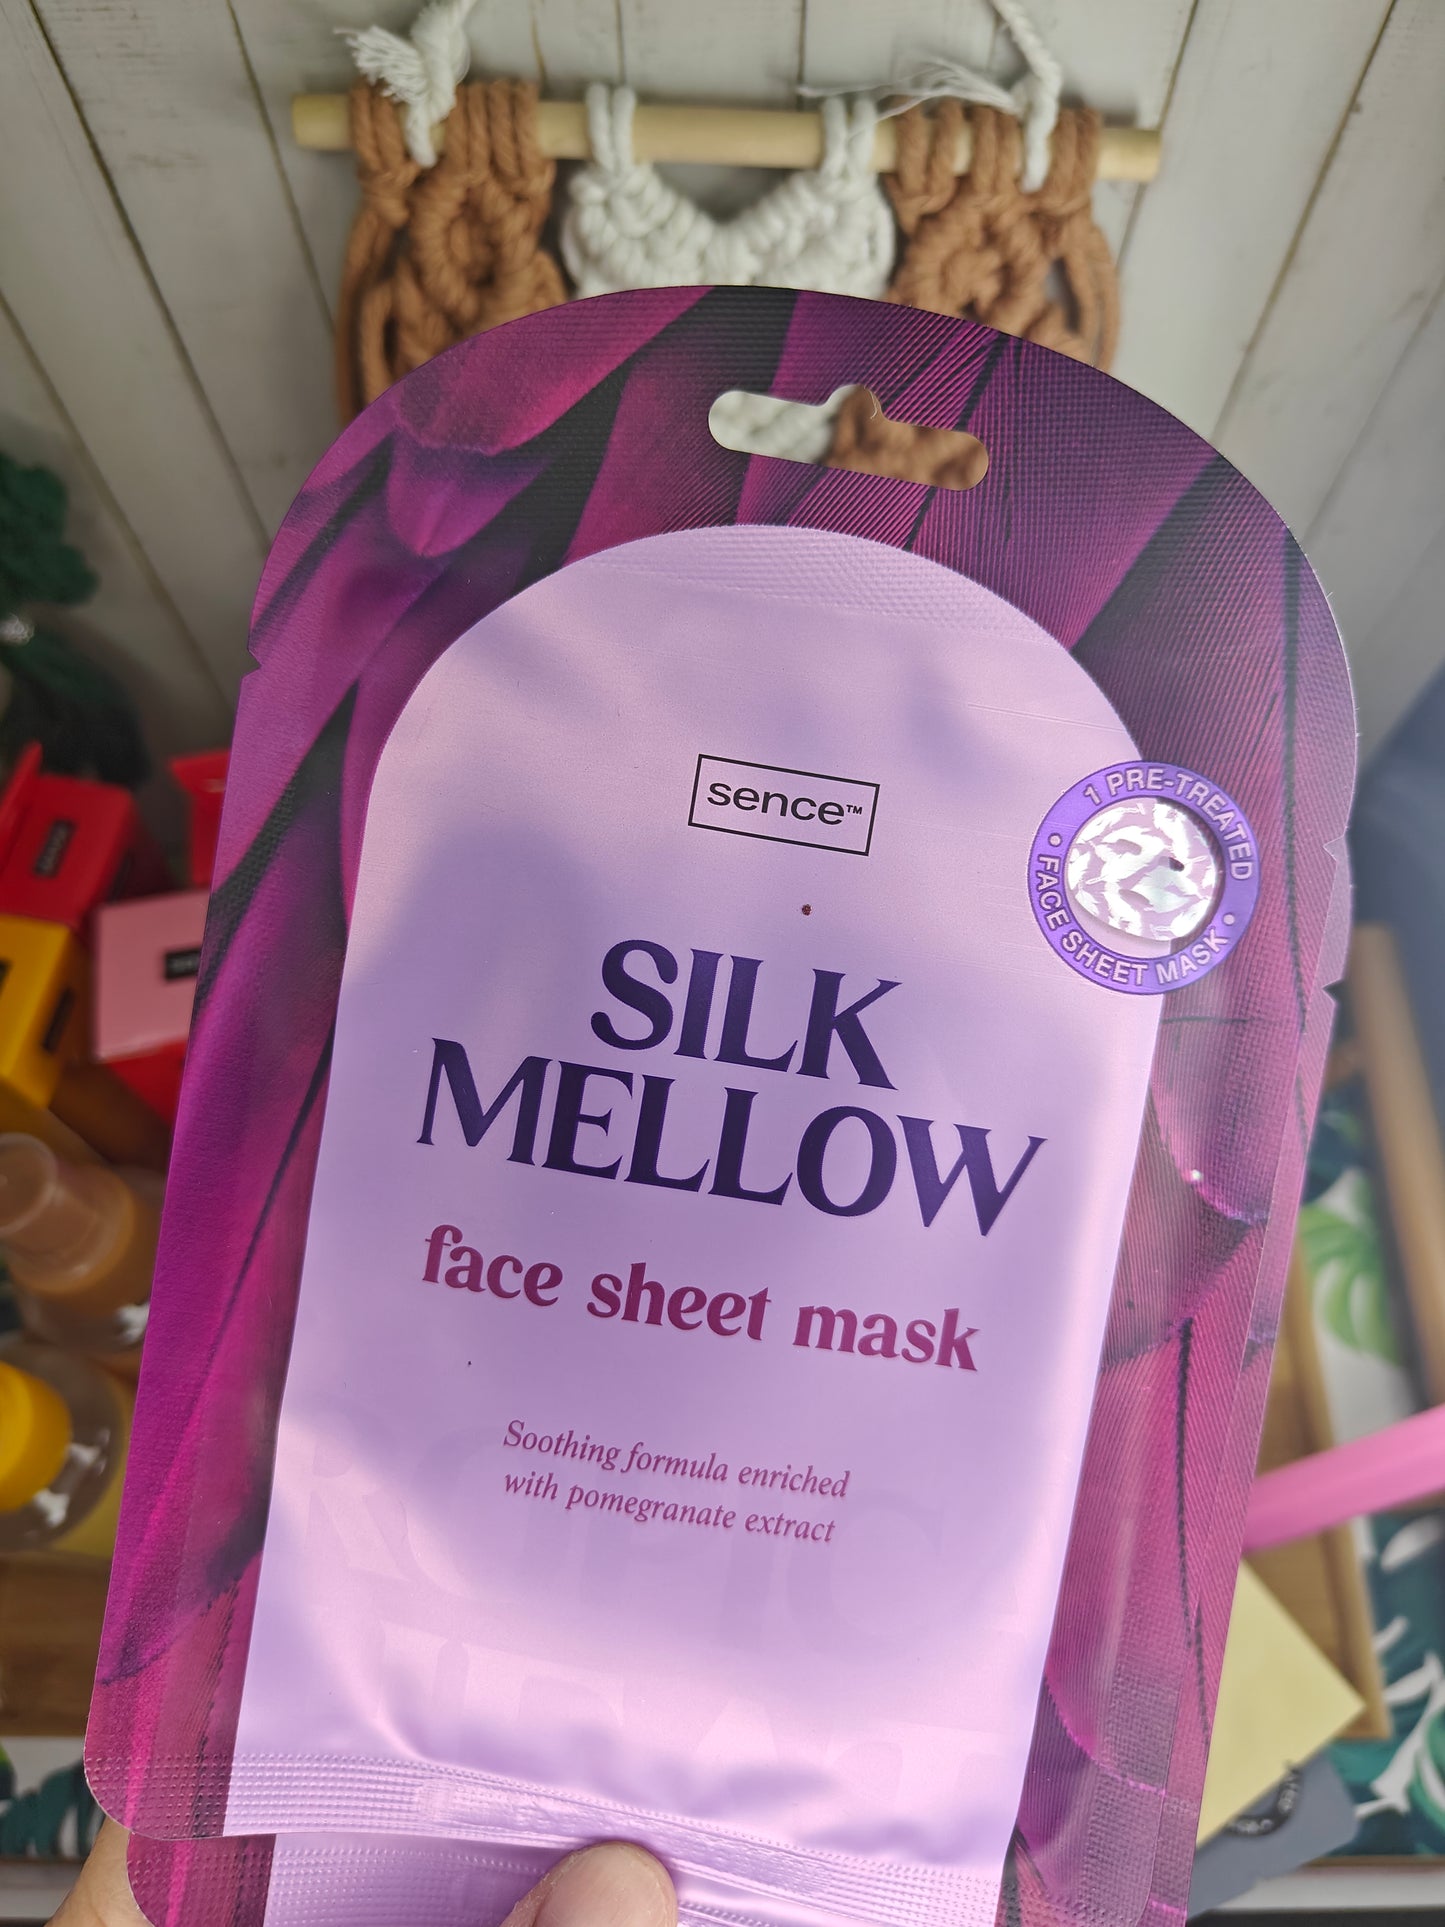 sence™
1 PRE-TREATED
• FACE SHEET MASK •
SILK
MELLOW
face sheet mask
Soothing formula enriched
with pomegranate extract